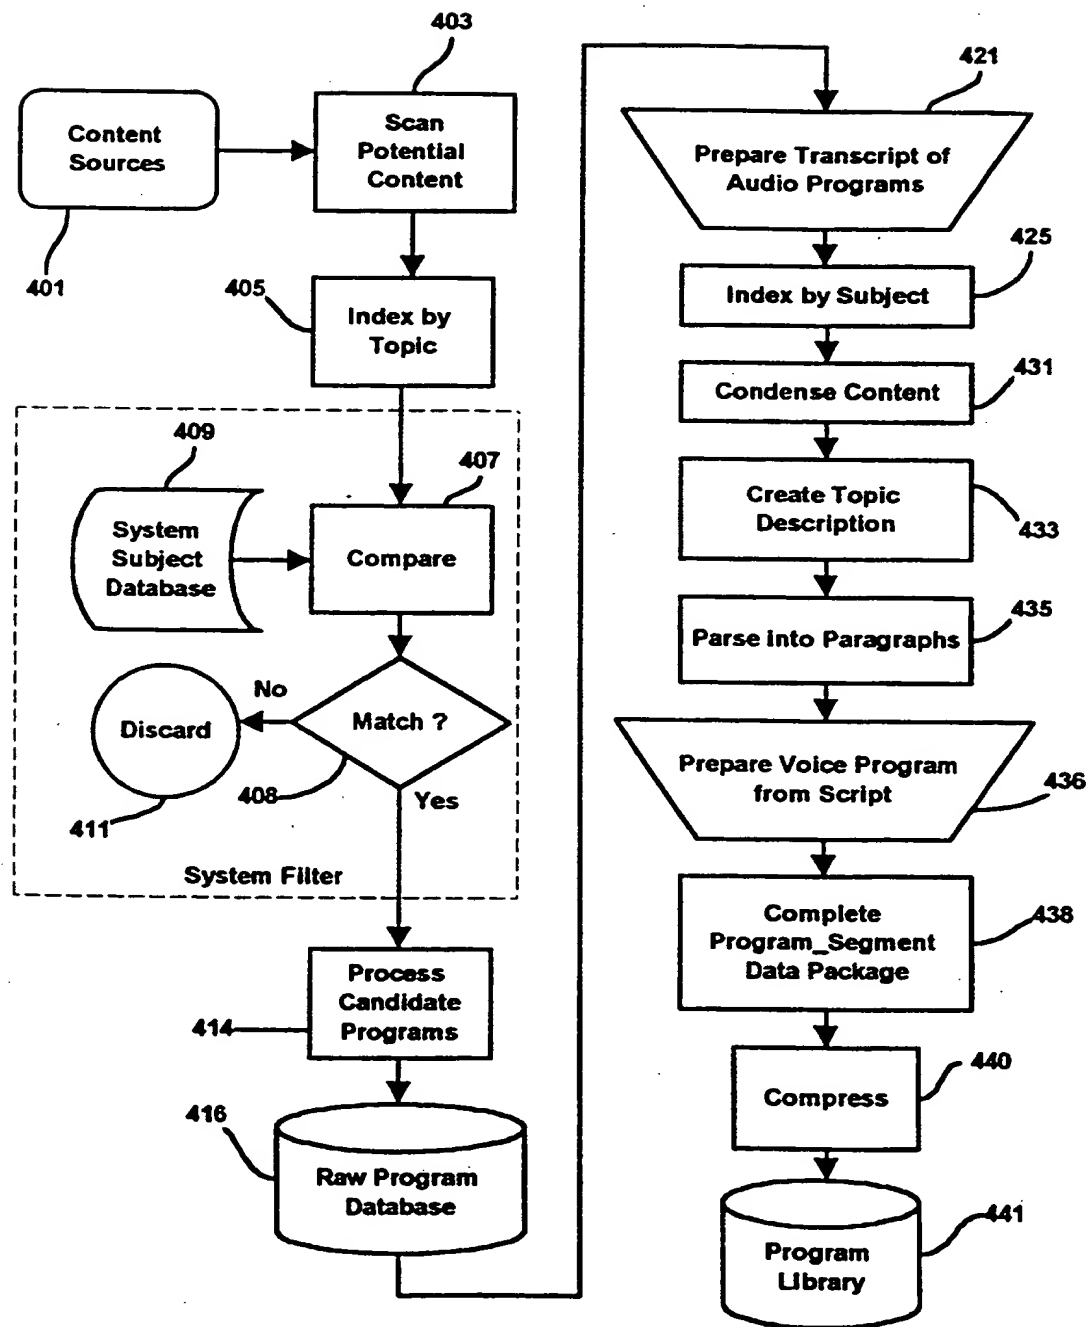 403
Content
Sources
Scan
Potential
Content
401
405
Index by
Topic
409
407
System
Subject
Database
Compare
No
Discard
Match ?
408
Yes
411
System Filter
Process
Candidate
Programs
414
416
Raw Program
Database
421
Prepare Transcript of
Audio Programs
425
Index by Subject
431
Condense Content
Create Topic
Description
433
435
Parse into Paragraphs
Prepare Voice Program
from Script
436
Complete
Program_Segment
Data Package
438
440
Compress
441
Program
Library